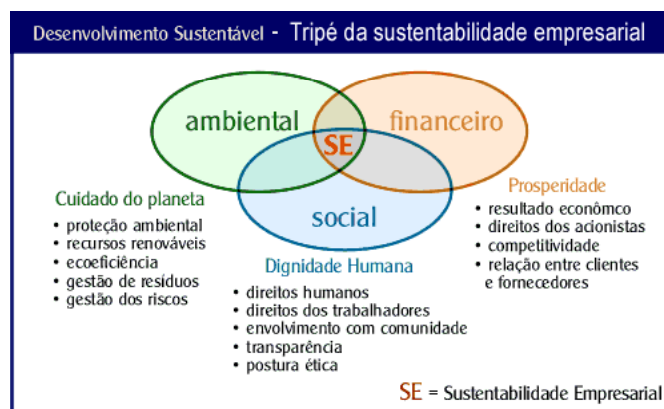 Desenvolvimento Sustentável - Tripé da sustentabilidade empresarial
ambiental
financeiro
SE
social
Cuidado do planeta
• proteção ambiental
• recursos renováveis
• ecoeficiência
• gestão de resíduos
• gestão dos riscos
Dignidade Humana
• direitos humanos
• direitos dos trabalhadores
• envolvimento com comunidade
• transparência
• postura ética
Prosperidade
• resultado econômco
• direitos dos acionistas
• competitividade
• relação entre clientes
e fornecedores
SE = Sustentabilidade Empresarial